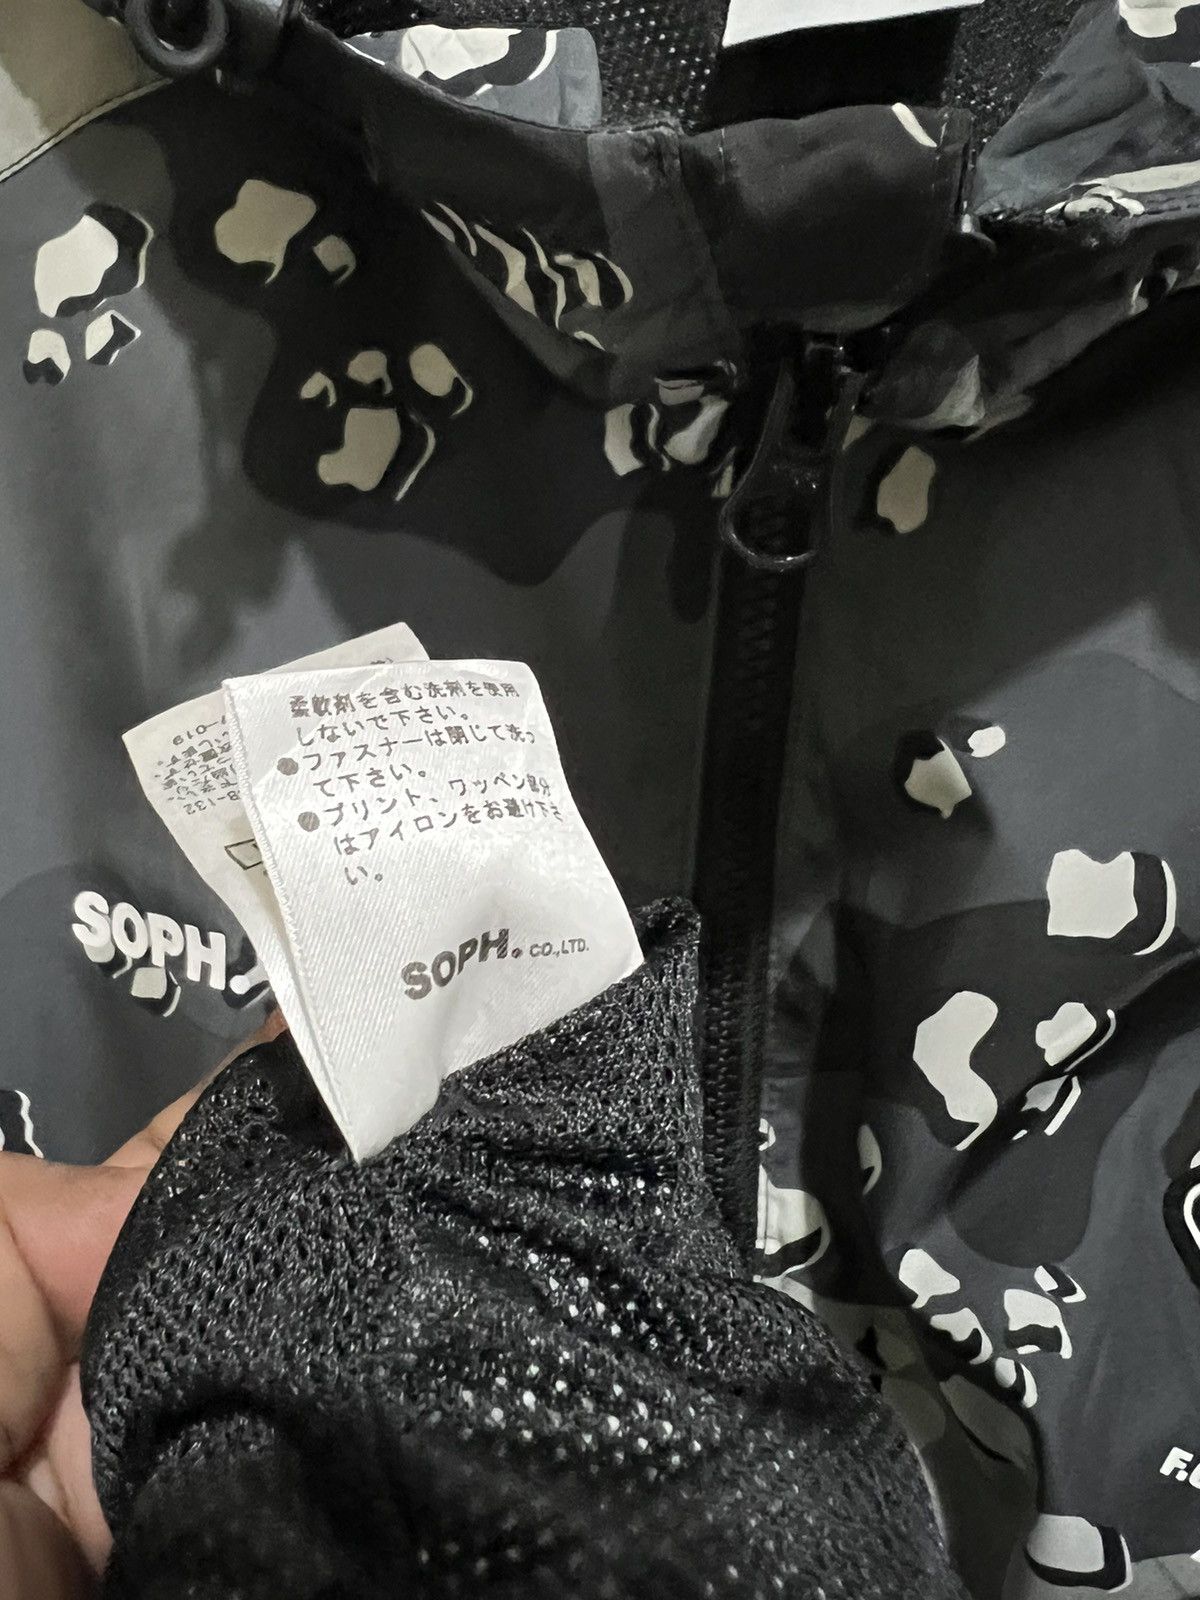 柔軟剤を含む洗剤を使用
しないで下さい。
●ファスナーは閉じて洗っ
て下さい。
●プリント、ワッペン部分
はアイロンをお避け下さ
い。
SOPH. CO.,LTD.
-019
-132
SOPH.
F.